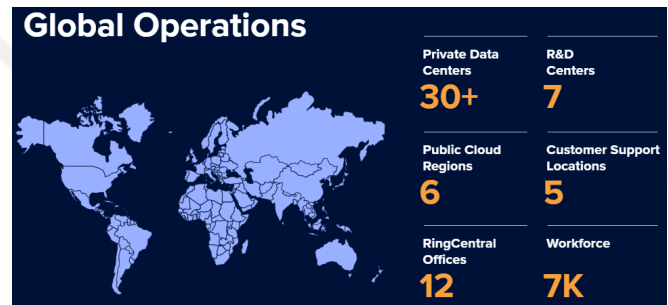 Global Operations
Private Data
Centers
30+
R&D
Centers
7
Public Cloud
Regions
6
Customer Support
Locations
5
RingCentral
Offices
12
Workforce
7K